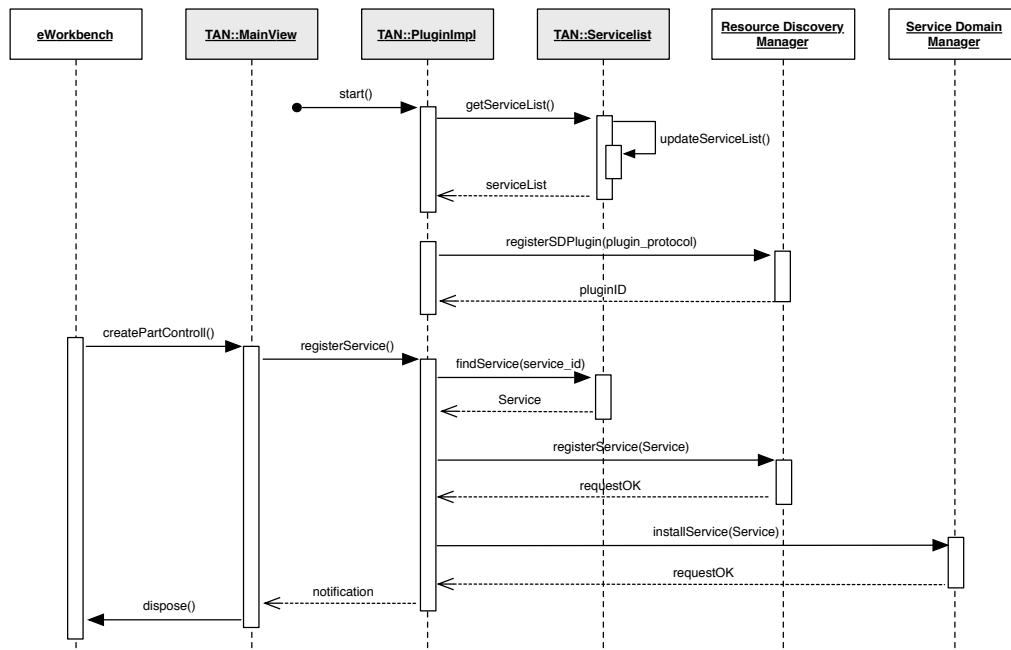 eWorkbench
TAN::MainView
TAN::PluginImpl
TAN::Servicelist
Resource Discovery
Manager
Service Domain
Manager
start()
getServiceList()
updateServiceList()
serviceList
registerSDPlugin(plugin_protocol)
pluginID
createPartControll()
registerService()
findService(service_id)
Service
registerService(Service)
requestOK
installService(Service)
requestOK
notification
dispose()